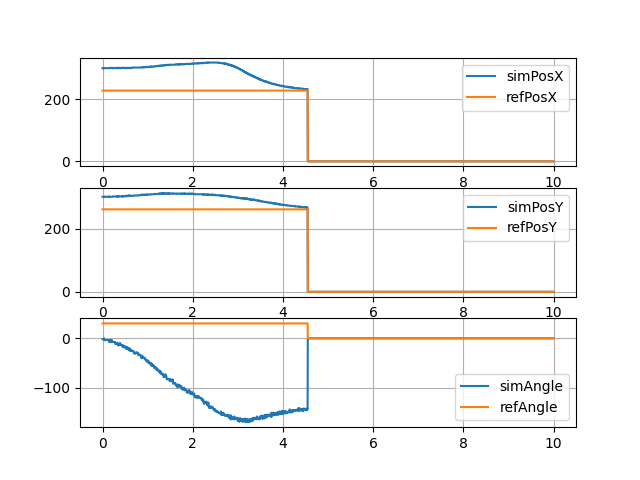 simPosX
refPosX
200
0
0 2 4 6 8 10
simPosY
refPosY
200
0
0 2 4 6 8 10
0
−100
simAngle
refAngle
0 2 4 6 8 10